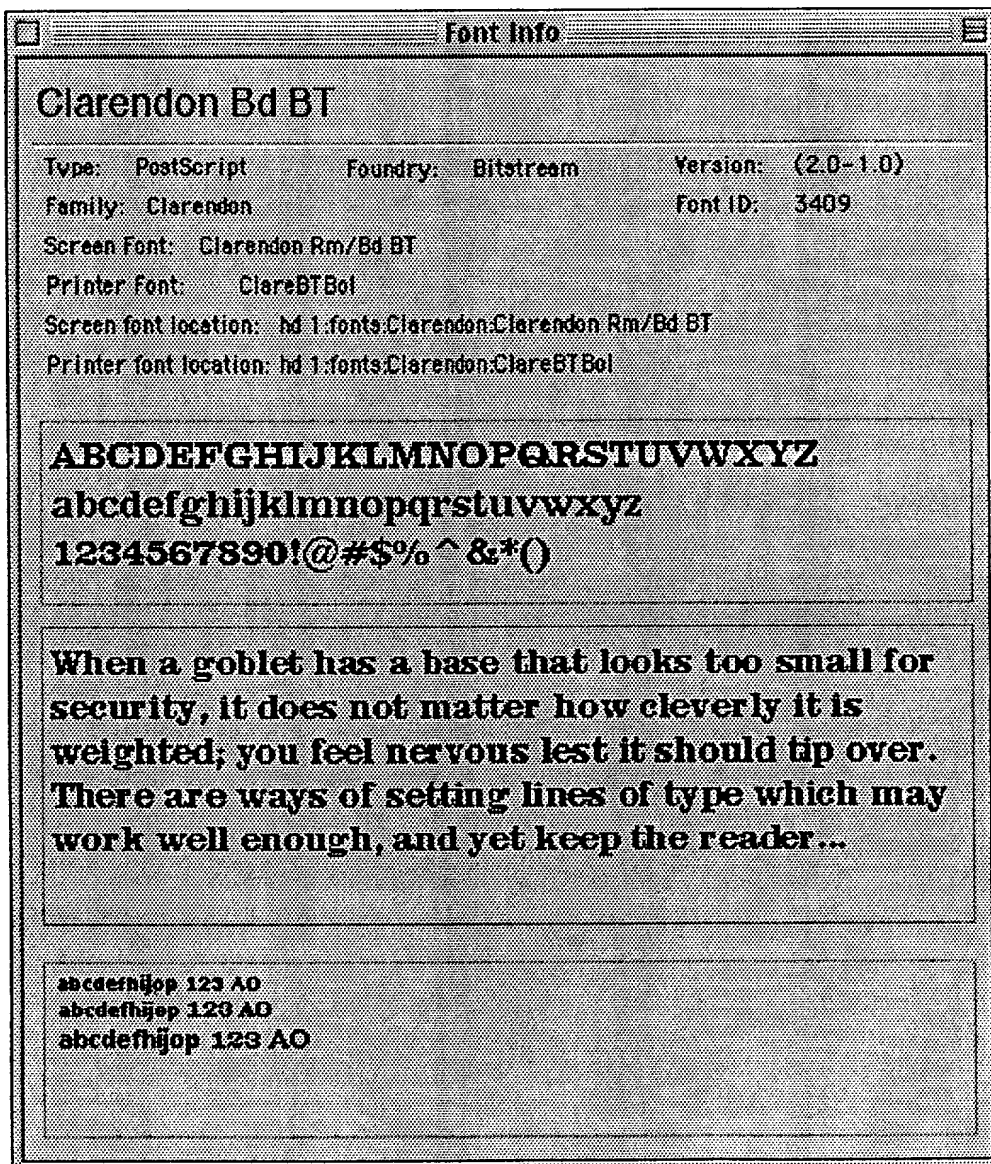 Font Info
Clarendon Bd BT
Type: PostScript Foundry: Bitstream Version: (2.0-1.0)
Family: Clarendon Font ID: 3409
Screen Font: Clarendon Rm/Bd BT
Printer Font: ClareBTBol
Screen font location: hd 1:fonts:Clarendon:Clarendon Rm/Bd BT
Printer font location: hd 1:fonts:Clarendon:ClareBTBol
ABCDEFGHIJKLMNOPQRSTUVWXYZ
abcdefghijklmnopqrstuvwxyz
1234567890!@#$%^&*()
When a goblet has a base that looks too small for
security, it does not matter how cleverly it is
weighted; you feel nervous lest it should tip over.
There are ways of setting lines of type which may
work well enough, and yet keep the reader...
abcdefhijop 123 AO
abcdefhijop 123 AO
abcdefhijop 123 AO